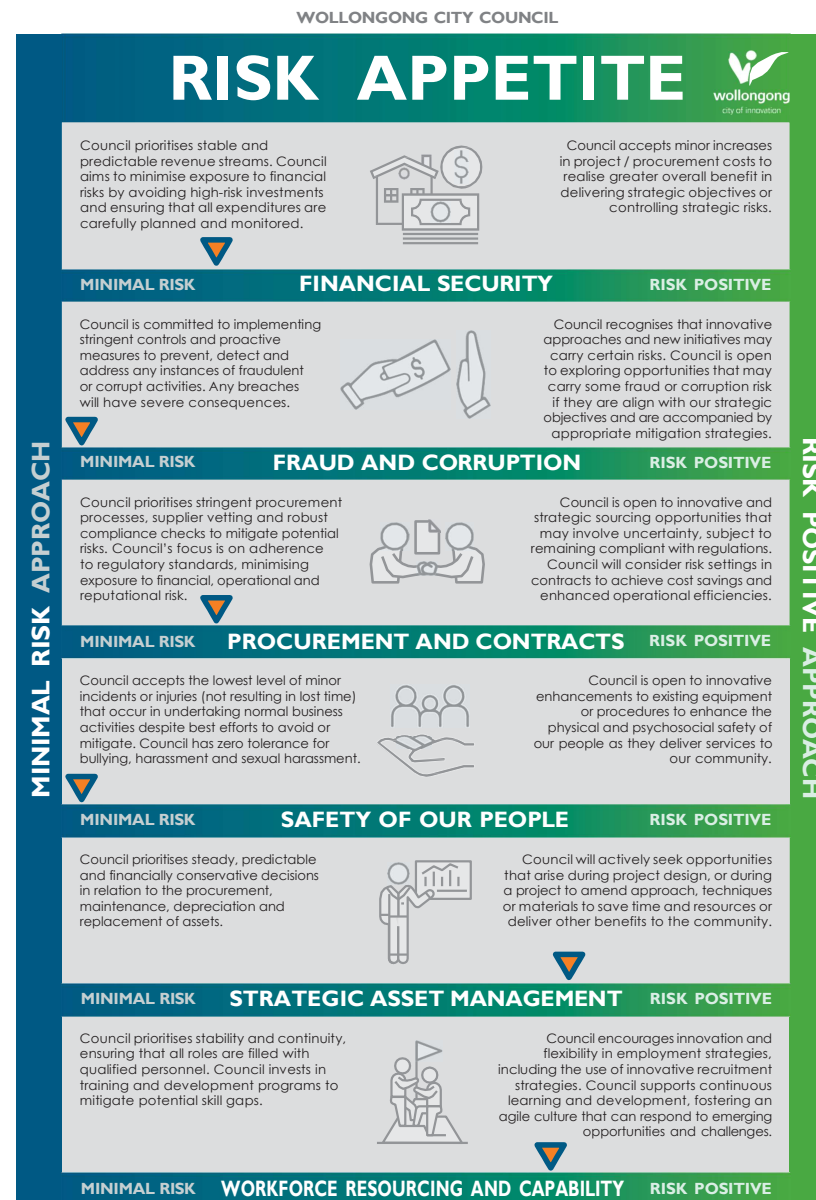 WOLLONGONG CITY COUNCIL
RISK APPETITE
wollongong
city of innovation
Council prioritises stable and
predictable revenue streams. Council
aims to minimise exposure to financial
risks by avoiding high-risk investments
and ensuring that all expenditures are
carefully planned and monitored.
$
Council accepts minor increases
in project / procurement costs to
realise greater overall benefit in
delivering strategic objectives or
controlling strategic risks.
MINIMAL RISK
FINANCIAL SECURITY
RISK POSITIVE
Council is committed to implementing
stringent controls and proactive
measures to prevent, detect and
address any instances of fraudulent
or corrupt activities. Any breaches
will have severe consequences.
$
Council recognises that innovative
approaches and new initiatives may
carry certain risks. Council is open
to exploring opportunities that may
carry some fraud or corruption risk
if they are align with our strategic
objectives and are accompanied by
appropriate mitigation strategies.
MINIMAL RISK
FRAUD AND CORRUPTION
RISK POSITIVE
Council prioritises stringent procurement
processes, supplier vetting and robust
compliance checks to mitigate potential
risks. Council's focus is on adherence
to regulatory standards, minimising
exposure to financial, operational and
reputational risk.
Council is open to innovative and
strategic sourcing opportunities that
may involve uncertainty, subject to
remaining compliant with regulations.
Council will consider risk settings in
contracts to achieve cost savings and
enhanced operational efficiencies.
MINIMAL RISK
PROCUREMENT AND CONTRACTS
RISK POSITIVE
Council accepts the lowest level of minor
incidents or injuries (not resulting in lost time)
that occur in undertaking normal business
activities despite best efforts to avoid or
mitigate. Council has zero tolerance for
bullying, harassment and sexual harassment.
Council is open to innovative
enhancements to existing equipment
or procedures to enhance the
physical and psychosocial safety of
our people as they deliver services to
our community.
MINIMAL RISK
SAFETY OF OUR PEOPLE
RISK POSITIVE
Council prioritises steady, predictable
and financially conservative decisions
in relation to the procurement,
maintenance, depreciation and
replacement of assets.
Council will actively seek opportunities
that arise during project design, or during
a project to amend approach, techniques
or materials to save time and resources or
deliver other benefits to the community.
MINIMAL RISK
STRATEGIC ASSET MANAGEMENT
RISK POSITIVE
Council prioritises stability and continuity,
ensuring that all roles are filled with
qualified personnel. Council invests in
training and development programs to
mitigate potential skill gaps.
Council encourages innovation and
flexibility in employment strategies,
including the use of innovative recruitment
strategies. Council supports continuous
learning and development, fostering an
agile culture that can respond to emerging
opportunities and challenges.
MINIMAL RISK
WORKFORCE RESOURCING AND CAPABILITY
RISK POSITIVE
MINIMAL RISK APPROACH
RISK POSITIVE APPROACH